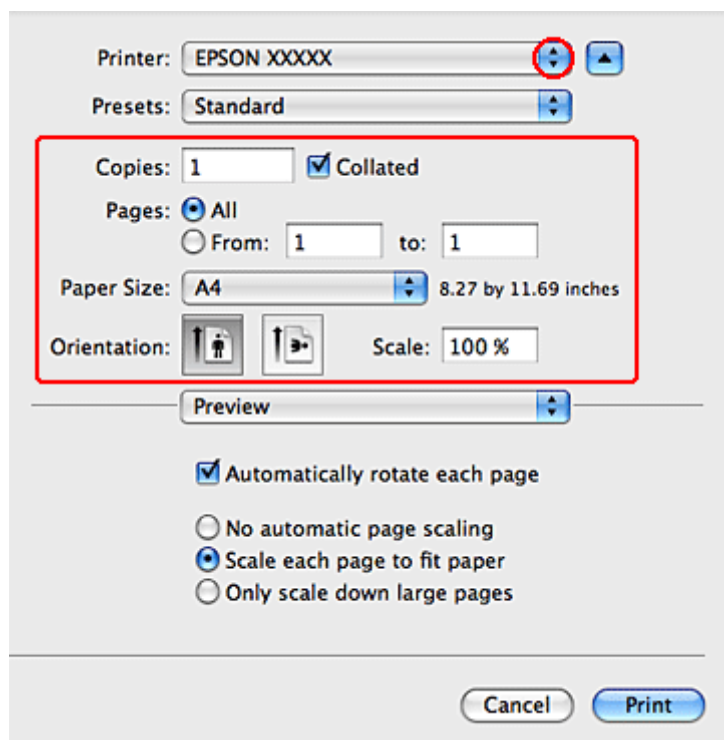 Printer: EPSON XXXXX
Presets: Standard
Copies: 1 Collated
Pages: All
From: 1 to: 1
Paper Size: A4 8.27 by 11.69 inches
Orientation: Scale: 100 %
Preview
Automatically rotate each page
No automatic page scaling
Scale each page to fit paper
Only scale down large pages
Cancel Print